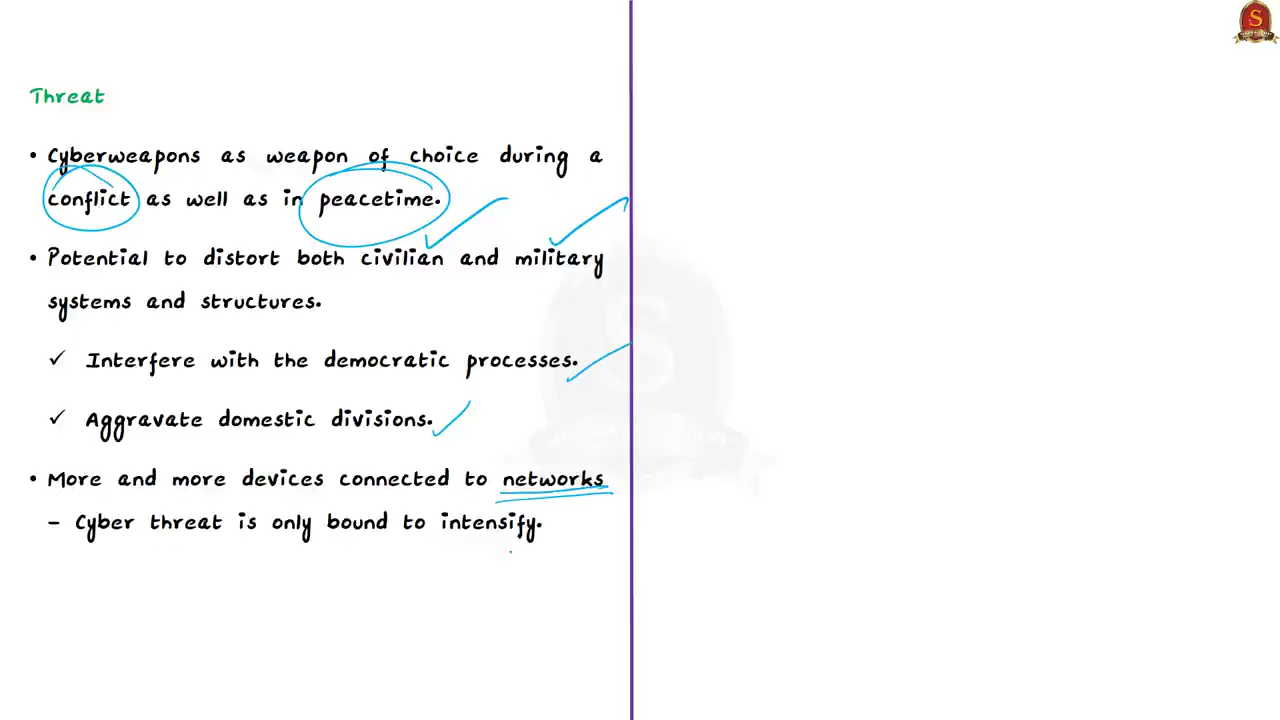 Threat
• Cyberweapons as weapon of choice during a
conflict as well as in peacetime.
• Potential to distort both civilian and military
systems and structures.
✓ Interfere with the democratic processes.
✓ Aggravate domestic divisions.
• More and more devices connected to networks
- Cyber threat is only bound to intensify.
S